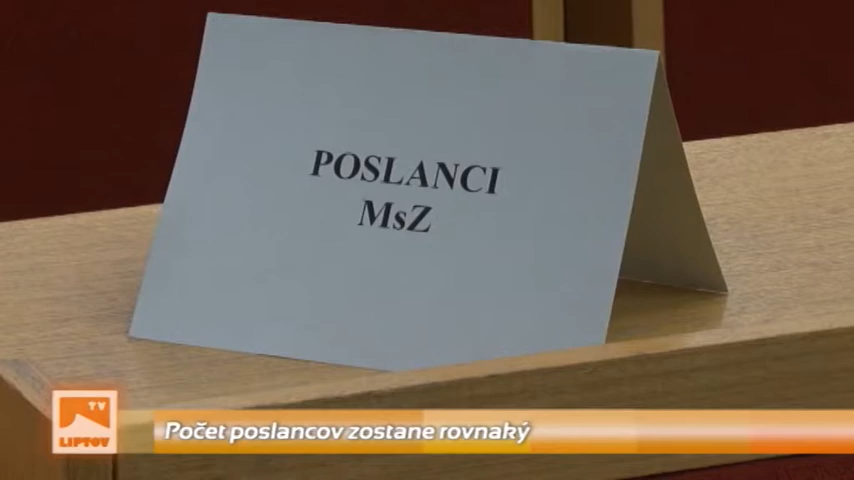 POSLANCI
MsZ
TV
LIPTOV
Počet poslancov zostane rovnaký